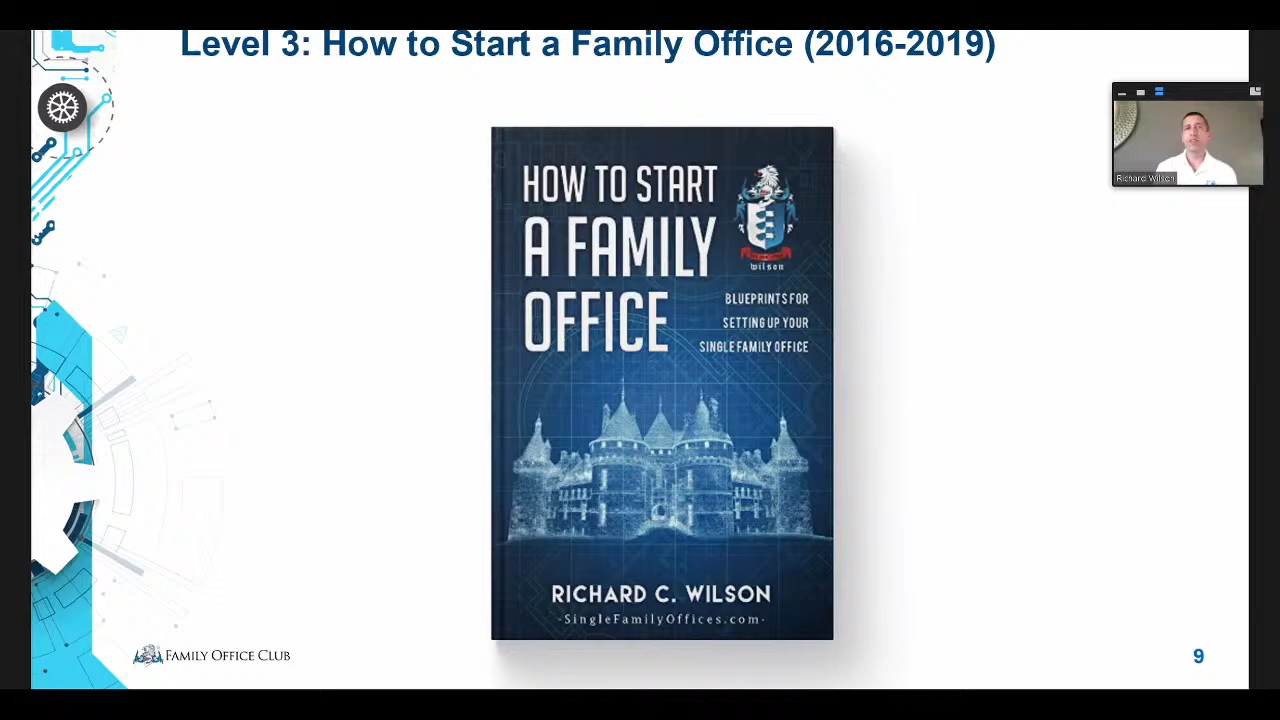 Level 3: How to Start a Family Office (2016-2019)
Richard Wilson
HOW TO START
A FAMILY
OFFICE
wilson
BLUEPRINTS FOR
SETTING UP YOUR
SINGLE FAMILY OFFICE
RICHARD C. WILSON
-SingleFamilyOffices.com-
FAMILY OFFICE CLUB
9